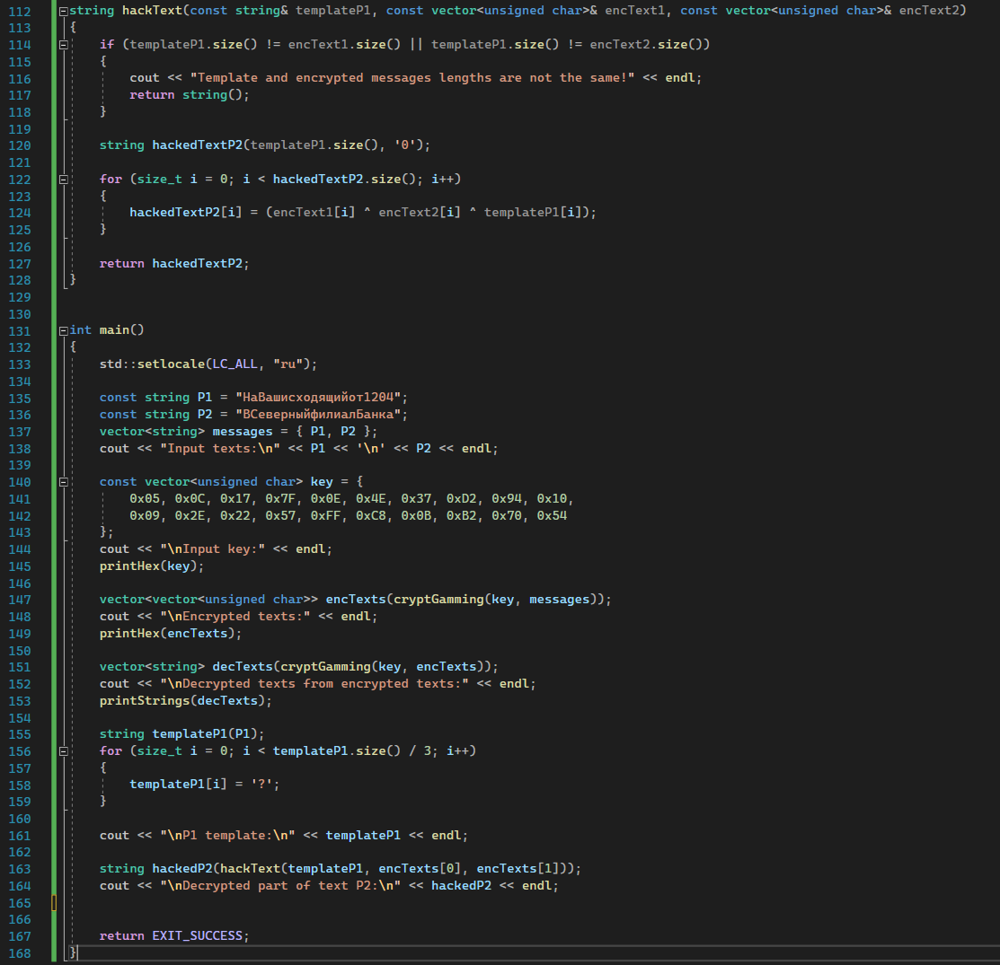 112 string hackText(const string& templateP1, const vector<unsigned char>& encText1, const vector<unsigned char>& encText2)
113 {
114     if (templateP1.size() != encText1.size() || templateP1.size() != encText2.size())
115     {
116         cout << "Template and encrypted messages lengths are not the same!" << endl;
117         return string();
118     }
119
120     string hackedTextP2(templateP1.size(), '0');
121
122     for (size_t i = 0; i < hackedTextP2.size(); i++)
123     {
124         hackedTextP2[i] = (encText1[i] ^ encText2[i] ^ templateP1[i]);
125     }
126
127     return hackedTextP2;
128 }
129
130
131 int main()
132 {
133     std::setlocale(LC_ALL, "ru");
134
135     const string P1 = "НаВашисходящийот1204";
136     const string P2 = "ВСеверныйфилиалБанка";
137     vector<string> messages = { P1, P2 };
138     cout << "Input texts:\n" << P1 << '\n' << P2 << endl;
139
140     const vector<unsigned char> key = {
141         0x05, 0x0C, 0x17, 0x7F, 0x0E, 0x4E, 0x37, 0xD2, 0x94, 0x10,
142         0x09, 0x2E, 0x22, 0x57, 0xFF, 0xC8, 0x0B, 0xB2, 0x70, 0x54
143     };
144     cout << "\nInput key:" << endl;
145     printHex(key);
146
147     vector<vector<unsigned char>> encTexts(cryptGamming(key, messages));
148     cout << "\nEncrypted texts:" << endl;
149     printHex(encTexts);
150
151     vector<string> decTexts(cryptGamming(key, encTexts));
152     cout << "\nDecrypted texts from encrypted texts:" << endl;
153     printStrings(decTexts);
154
155     string templateP1(P1);
156     for (size_t i = 0; i < templateP1.size() / 3; i++)
157     {
158         templateP1[i] = '?';
159     }
160
161     cout << "\nP1 template:\n" << templateP1 << endl;
162
163     string hackedP2(hackText(templateP1, encTexts[0], encTexts[1]));
164     cout << "\nDecrypted part of text P2:\n" << hackedP2 << endl;
165
166
167     return EXIT_SUCCESS;
168 }